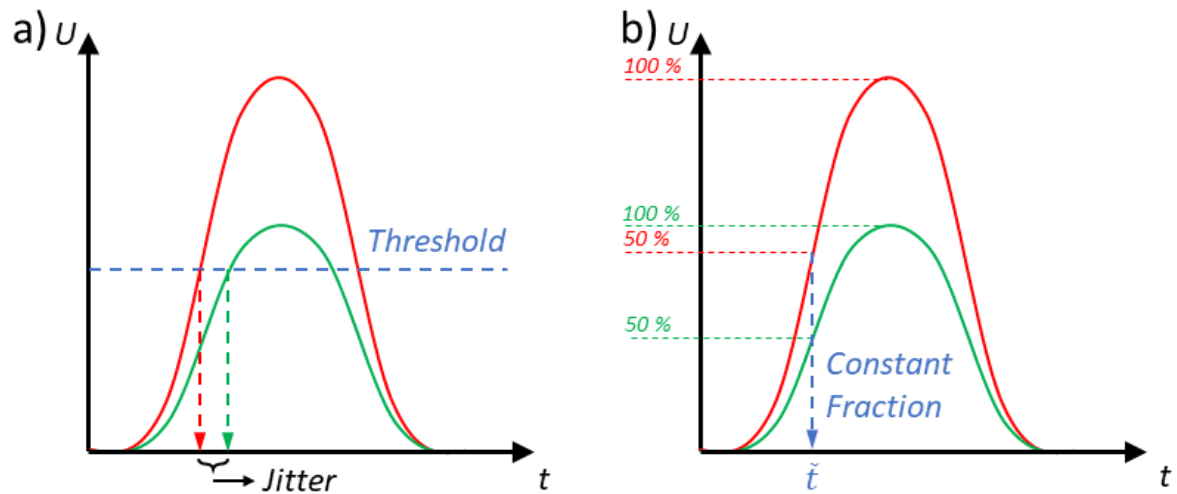 a) U
Threshold
Jitter
t
b) U
100 %
100 %
50 %
50 %
Constant
Fraction
t̆
t